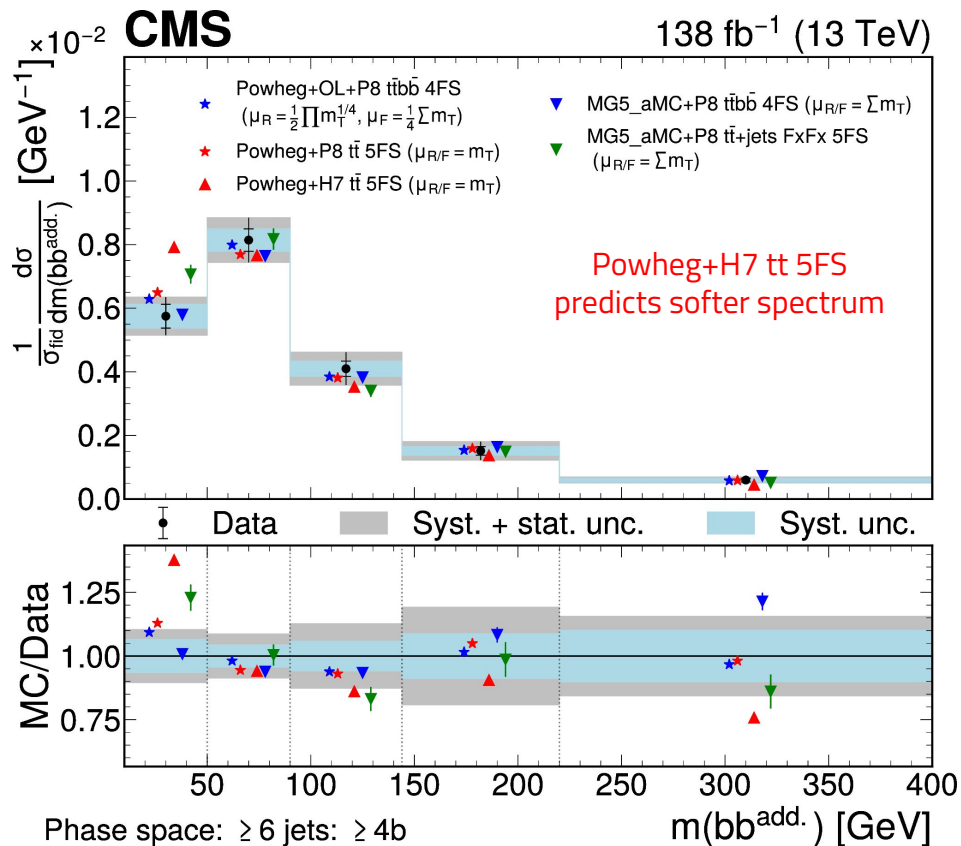 CMS 138 fb⁻¹ (13 TeV)
×10⁻²
1/σ_fid dσ/dm(bb^add.) [GeV⁻¹]
Powheg+OL+P8 tt̄bb̄ 4FS
(μ_R = ½∏m_T^1/4, μ_F = ¼Σm_T)
Powheg+P8 tt̄ 5FS (μ_R/F = m_T)
Powheg+H7 tt̄ 5FS (μ_R/F = m_T)
MG5_aMC+P8 tt̄bb̄ 4FS (μ_R/F = Σm_T)
MG5_aMC+P8 tt̄+jets FxFx 5FS
(μ_R/F = Σm_T)
Powheg+H7 tt 5FS
predicts softer spectrum
1.2
1.0
0.8
0.6
0.4
0.2
0.0
Data Syst. + stat. unc. Syst. unc.
MC/Data
1.25
1.00
0.75
50 100 150 200 250 300 350 400
Phase space: ≥ 6 jets: ≥ 4b m(bb^add.) [GeV]